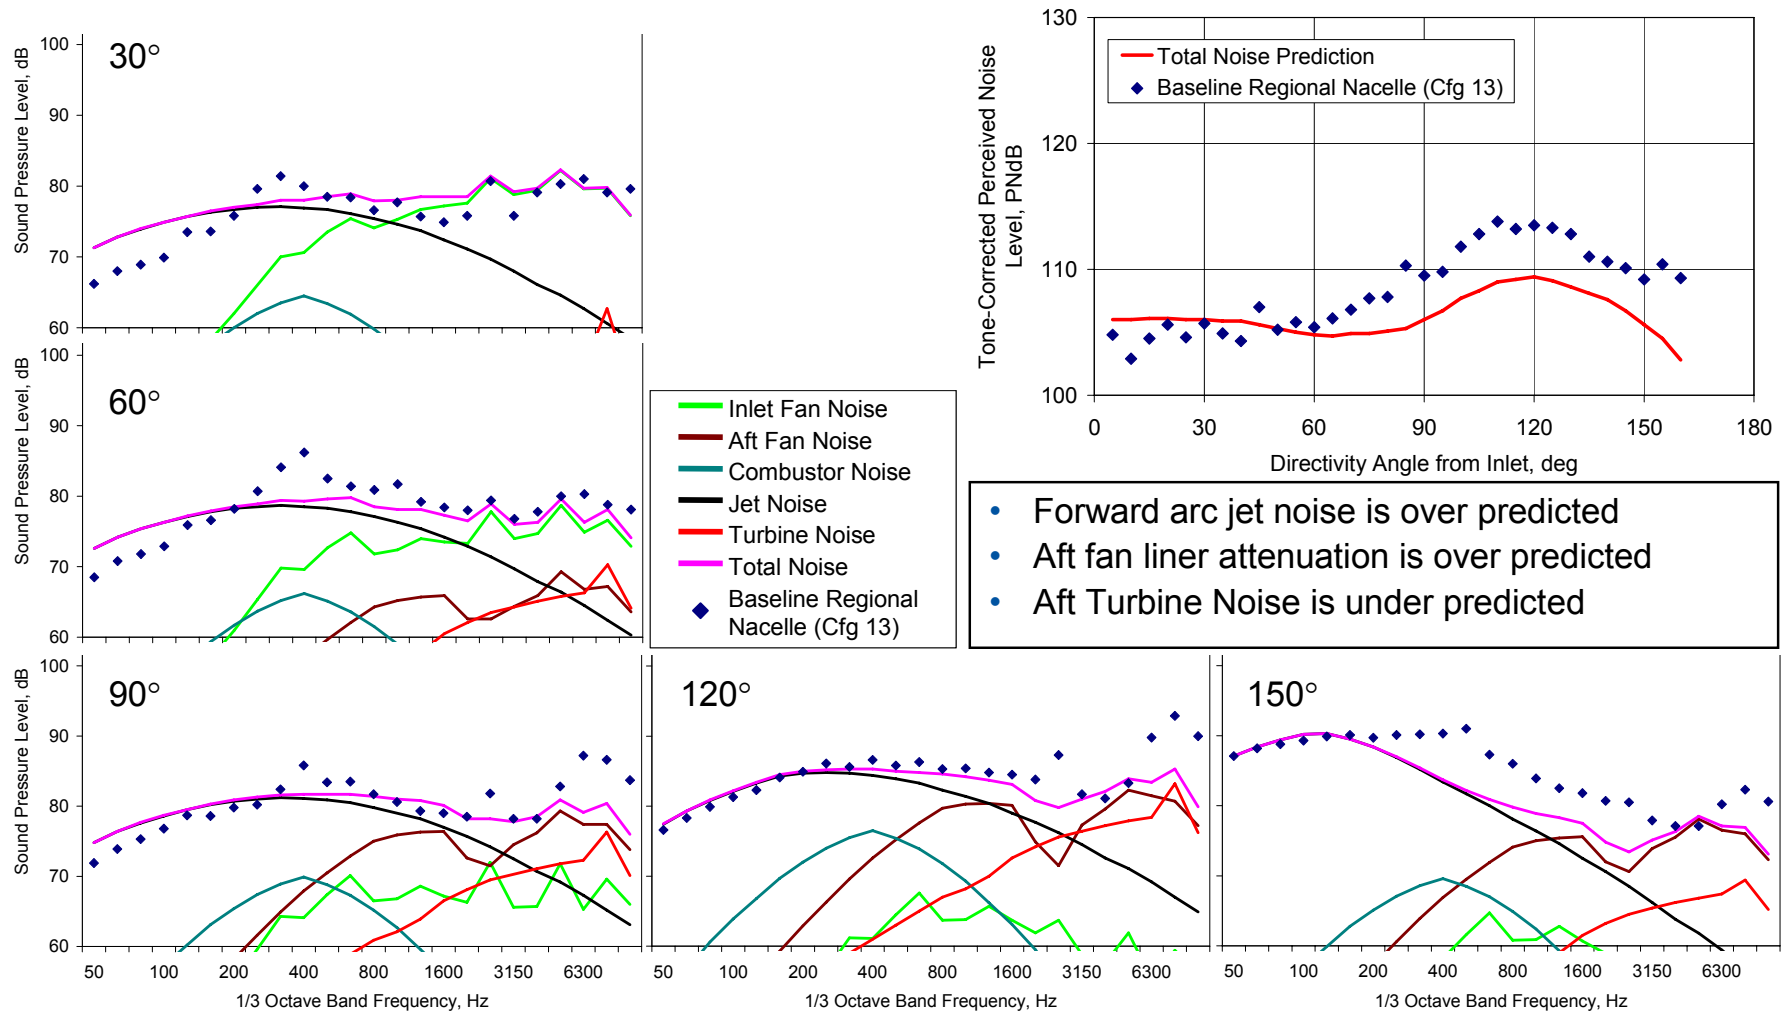 30°
Sound Pressure Level, dB
100
90
80
70
60
60°
Sound Pressure Level, dB
100
90
80
70
60
Inlet Fan Noise
Aft Fan Noise
Combustor Noise
Jet Noise
Turbine Noise
Total Noise
Baseline Regional
Nacelle (Cfg 13)
Tone-Corrected Perceived Noise
Level, PNdB
130
120
110
100
Total Noise Prediction
Baseline Regional Nacelle (Cfg 13)
0 30 60 90 120 150 180
Directivity Angle from Inlet, deg
• Forward arc jet noise is over predicted
• Aft fan liner attenuation is over predicted
• Aft Turbine Noise is under predicted
90°
Sound Pressure Level, dB
100
90
80
70
60
50 100 200 400 800 1600 3150 6300
1/3 Octave Band Frequency, Hz
120°
50 100 200 400 800 1600 3150 6300
1/3 Octave Band Frequency, Hz
150°
50 100 200 400 800 1600 3150 6300
1/3 Octave Band Frequency, Hz